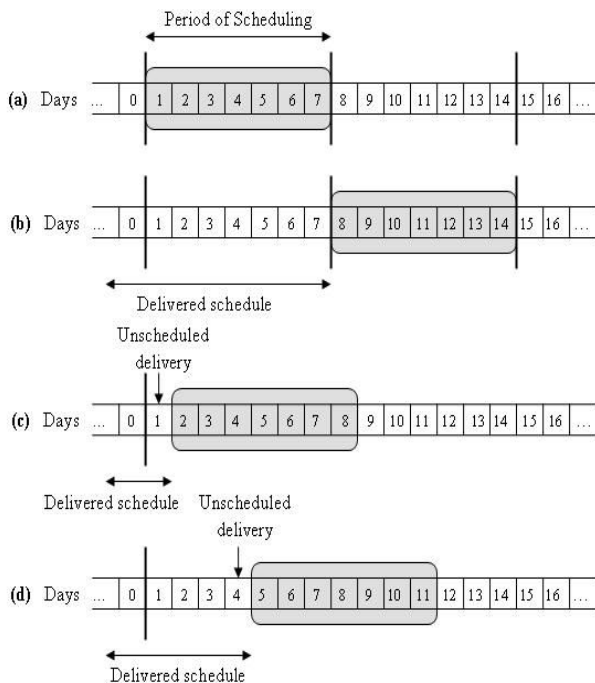 Period of Scheduling
(a) Days ... 0 1 2 3 4 5 6 7 8 9 10 11 12 13 14 15 16 ...
(b) Days ... 0 1 2 3 4 5 6 7 8 9 10 11 12 13 14 15 16 ...
Delivered schedule
Unscheduled
delivery
(c) Days ... 0 1 2 3 4 5 6 7 8 9 10 11 12 13 14 15 16 ...
Delivered schedule
Unscheduled
delivery
(d) Days ... 0 1 2 3 4 5 6 7 8 9 10 11 12 13 14 15 16 ...
Delivered schedule